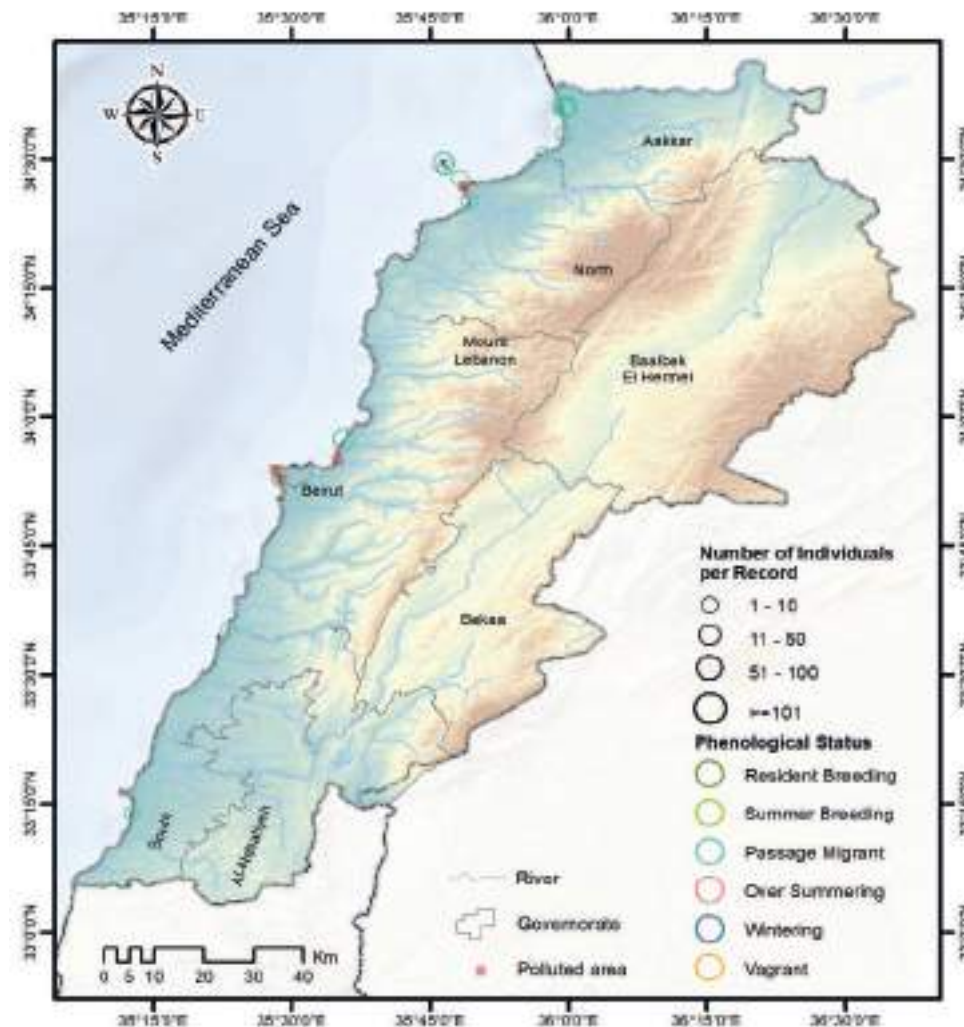 35°15'0"E 35°30'0"E 35°45'0"E 36°0'0"E 36°15'0"E 36°30'0"E
N
W E
S
Aakkar
34°30'0"N
Mediterranean Sea
North
34°15'0"N
Mount
Lebanon
Baalbek
El Hermel
34°0'0"N
Beirut
33°45'0"N
Number of Individuals
per Record
1 - 10
11 - 50
51 - 100
>=101
Bekaa
33°30'0"N
Phenological Status
Resident Breeding
Summer Breeding
Passage Migrant
Over Summering
Wintering
Vagrant
33°15'0"N
South
Al-Nabatieh
River
Governorate
Polluted area
33°0'0"N
0 5 10 20 30 40 Km
35°15'0"E 35°30'0"E 35°45'0"E 36°0'0"E 36°15'0"E 36°30'0"E